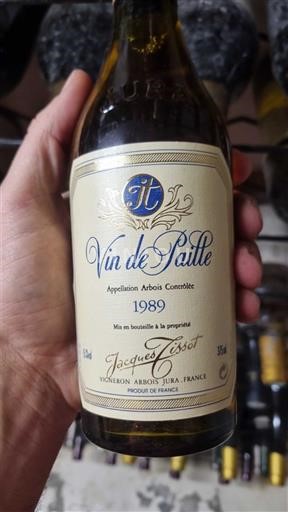 JURA
jt
Vin de Paille
Appellation Arbois Contrôlée
1989
Mis en bouteille à la propriété
Jacques Tissot
VIGNERON ARBOIS JURA . FRANCE
PRODUIT DE FRANCE